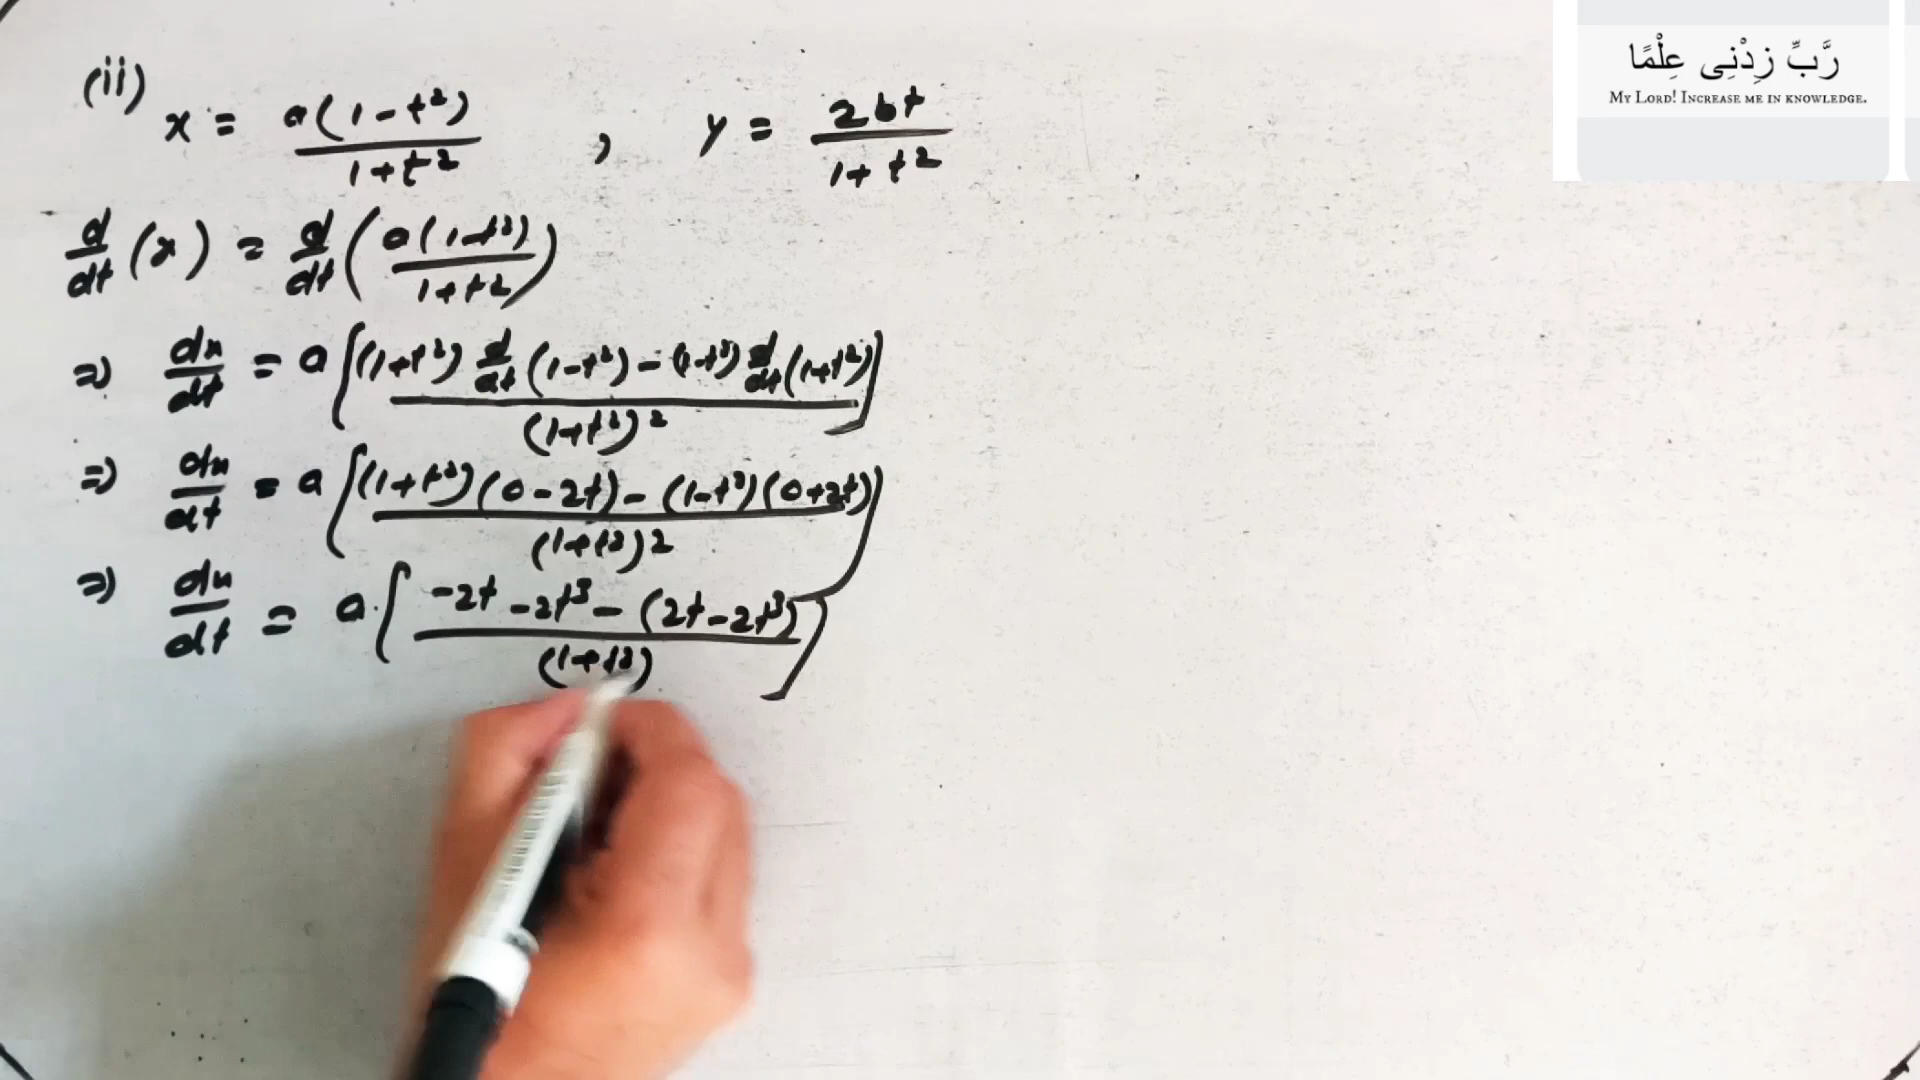 (ii) x = a(1-t²)/1+t² , y = 2bt/1+t²
d/dt (x) = d/dt (a(1-t²)/1+t²)
⇒) dx/dt = a [(1+t²) d/dt (1-t²) - (1-t²) d/dt (1+t²)/(1+t²)²]
⇒) dx/dt = a [(1+t²)(0-2t) - (1-t²)(0+2t)/(1+t²)²]
⇒) dx/dt = a·[-2t -2t³ - (2t-2t³)/(1+t²)]
رَّبِّ زِدْنِى عِلْمًا
My Lord! Increase me in knowledge.